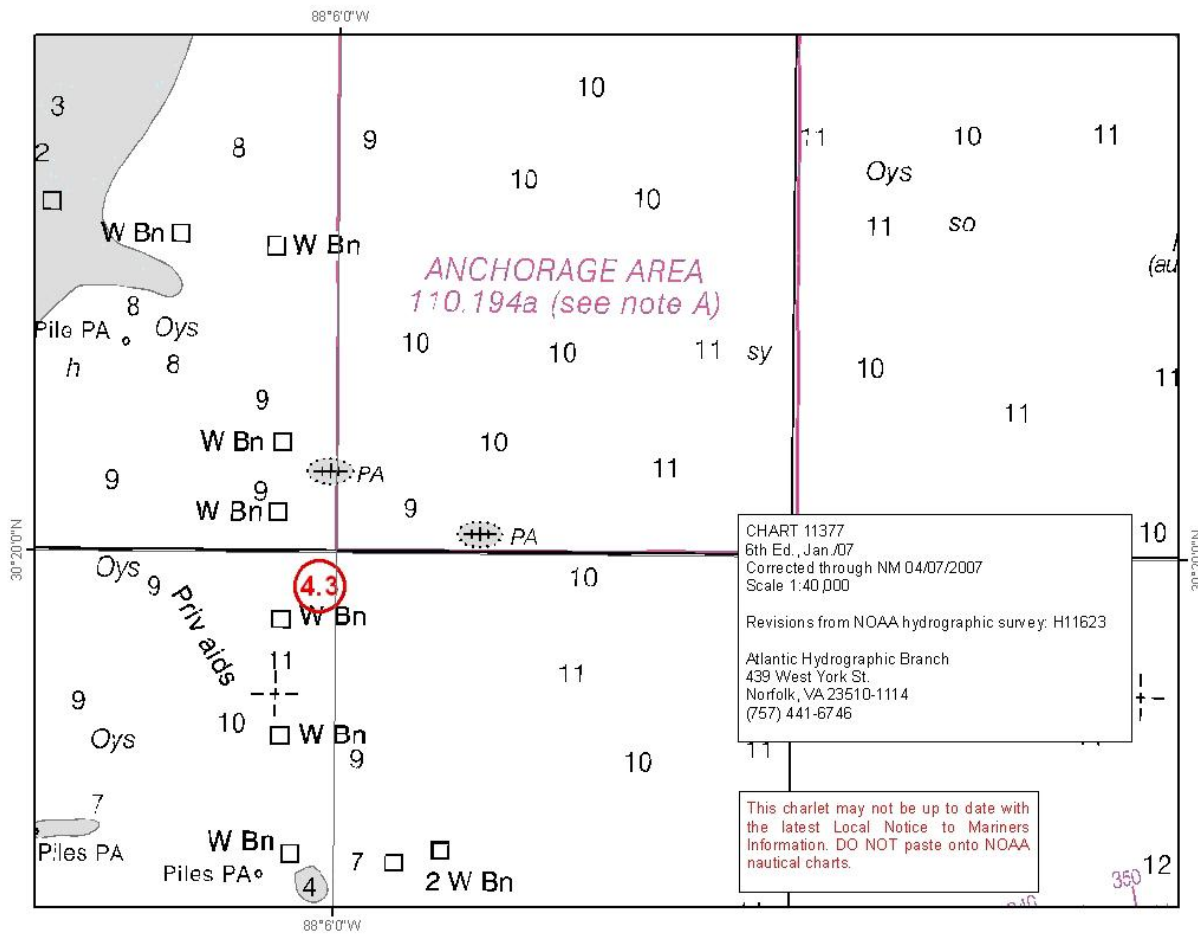 88°6'0"W
10
3
9
11
10
11
8
2
Oys
10
10
11
so
W Bn
W Bn
(au
ANCHORAGE AREA
110.194a (see note A)
8
Oys
Pile PA
10
10
11
sy
h
8
10
11
9
11
W Bn
10
11
9
PA
9
9
W Bn
PA
30°20'0"N
10
CHART 11377
6th Ed., Jan./07
Corrected through NM 04/07/2007
Scale 1:40,000
Revisions from NOAA hydrographic survey: H11623
Atlantic Hydrographic Branch
439 West York St.
Norfolk, VA 23510-1114
(757) 441-6746
Oys
9
4.3
10
Priv aids
W Bn
11
11
9
10
W Bn
Oys
9
10
11
7
This charlet may not be up to date with
the latest Local Notice to Mariners
Information. DO NOT paste onto NOAA
nautical charts.
W Bn
Piles PA
7
Piles PA
4
2 W Bn
12
350
88°6'0"W